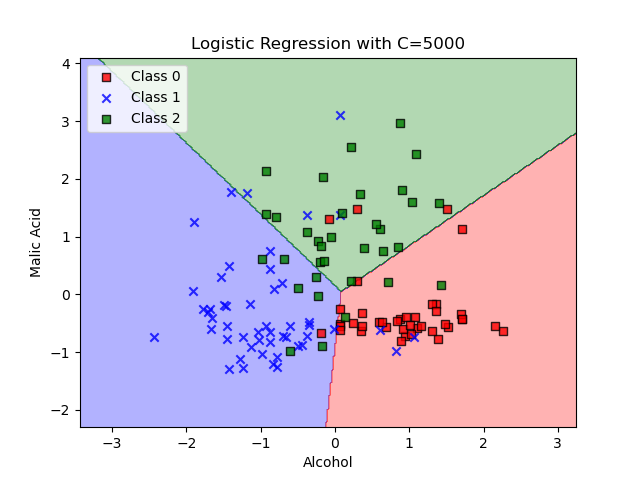 Logistic Regression with C=5000
Class 0
Class 1
Class 2
4
3
2
1
0
−1
−2
Malic Acid
−3
−2
−1
0
1
2
3
Alcohol